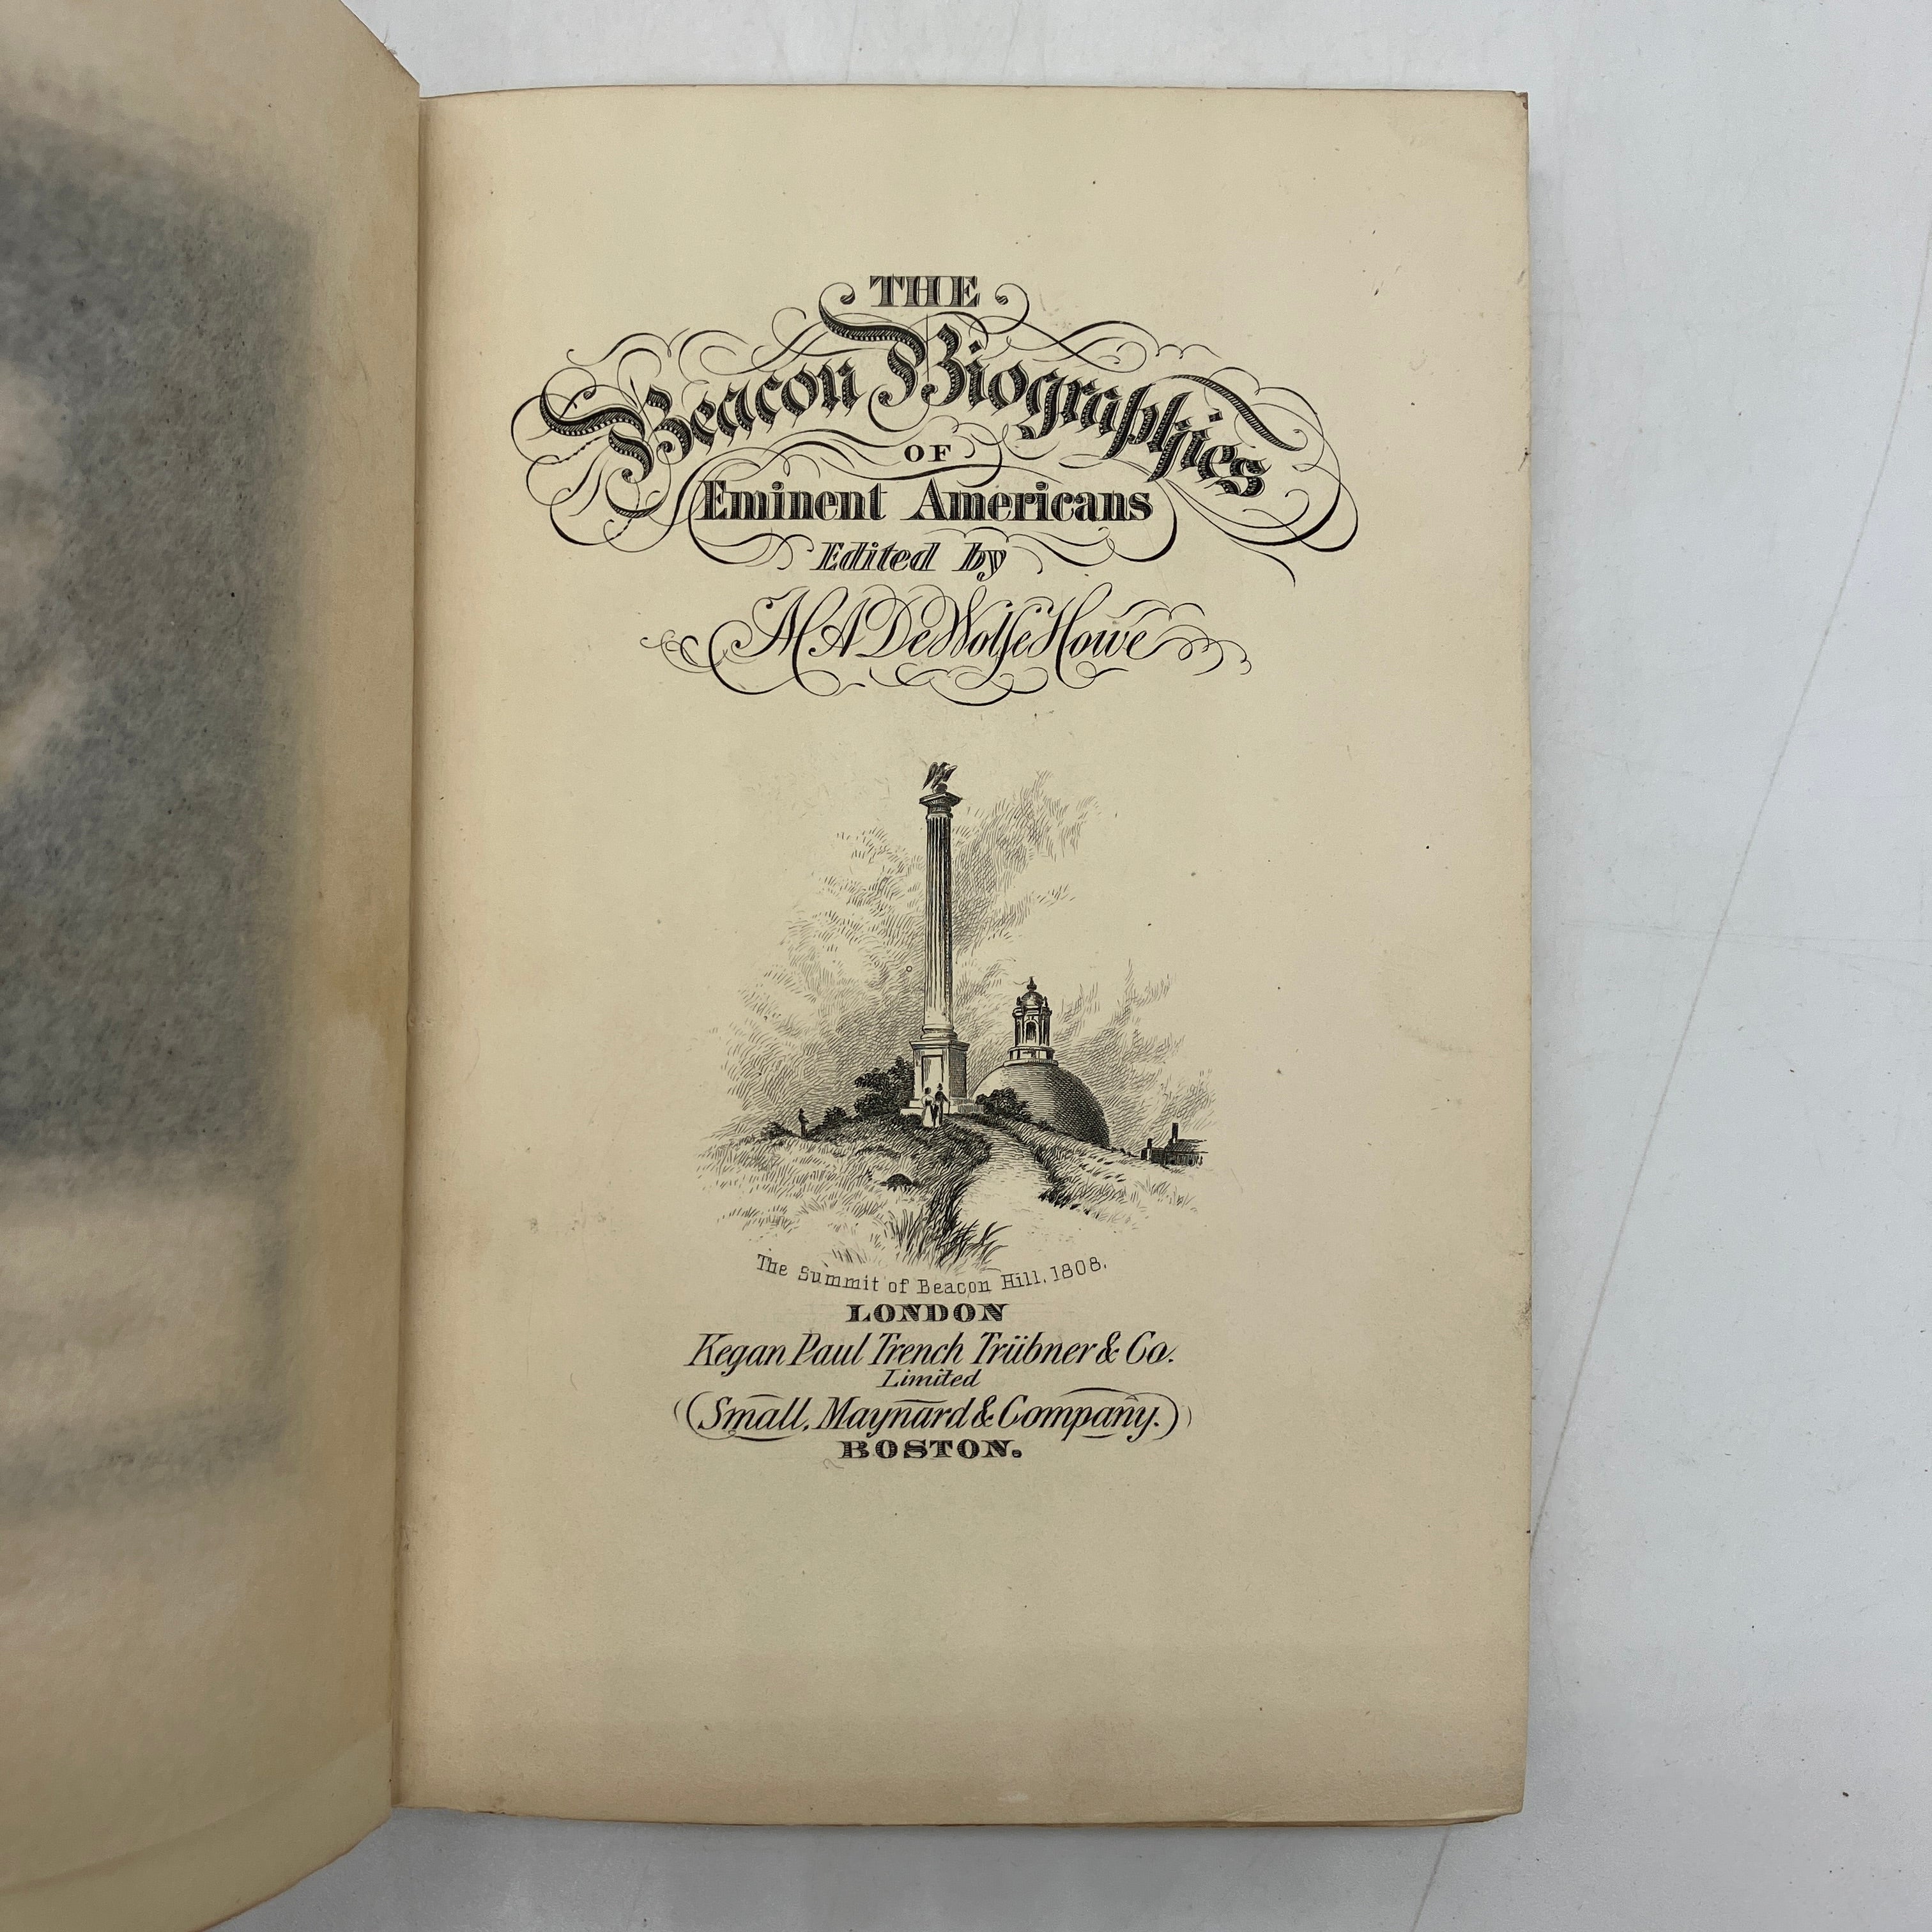 THE
Beacon Biographies
OF
Eminent Americans
Edited by
M A De Wolfe Howe
The Summit of Beacon Hill, 1808.
LONDON
Kegan Paul Trench Trübner & Co.
Limited
(Small, Maynard & Company.)
BOSTON.